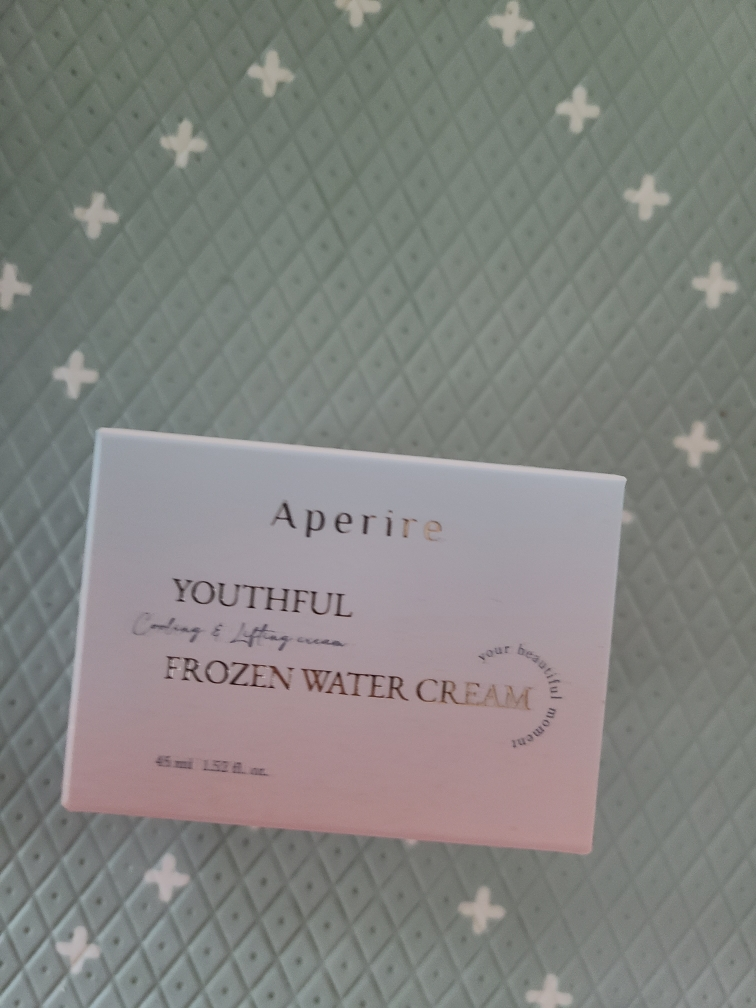 Aperire
YOUTHFUL
Cooling & Lifting cream
FROZEN WATER CREAM
your beautiful moment
45 ml 1.52 fl. oz.